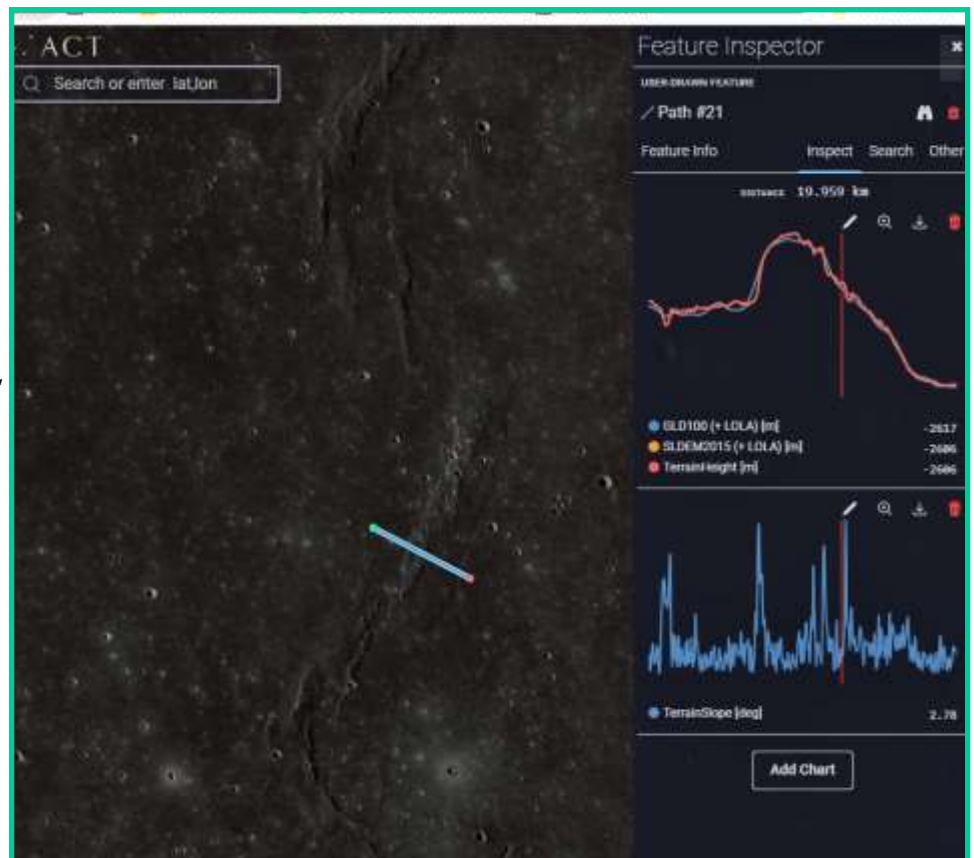 ACT
Search or enter lat,lon
Feature Inspector
USER-DRAWN FEATURE
Path #21
Feature Info Inspect Search Other
DISTANCE 19.959 km
GLD100 (+ LOLA) [m] -2617
SLDEM2015 (+ LOLA) [m] -2606
TerrainHeight [m] -2606
TerrainSlope [deg] 2.78
Add Chart